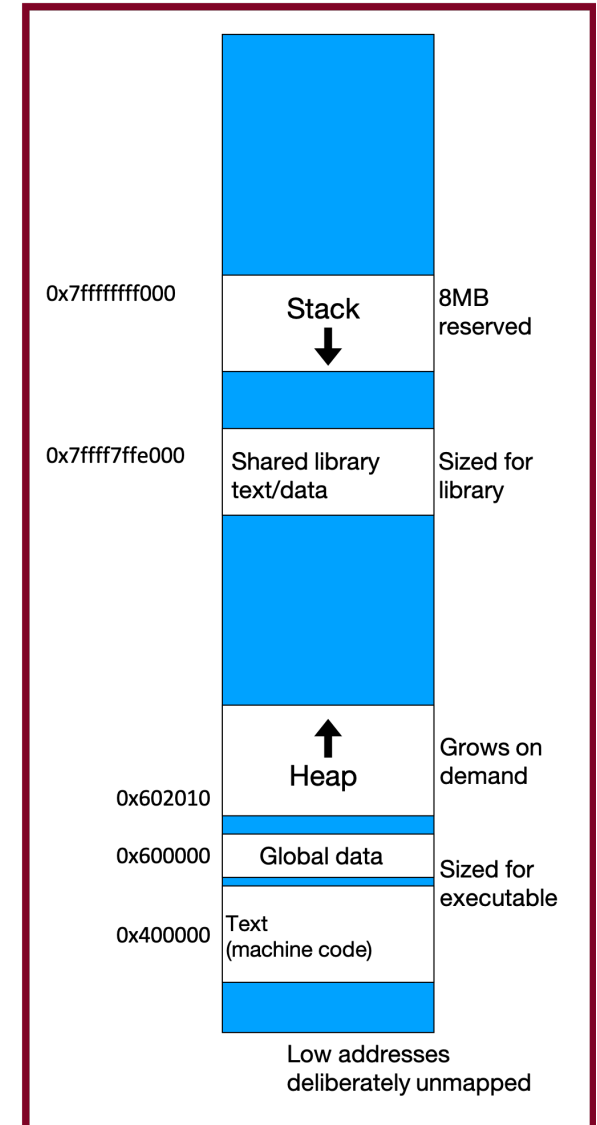 0x7ffffffff000
Stack
8MB
reserved
0x7ffff7ffe000
Shared library
text/data
Sized for
library
Grows on
demand
Heap
0x602010
0x600000
Global data
Sized for
executable
0x400000
Text
(machine code)
Low addresses
deliberately unmapped